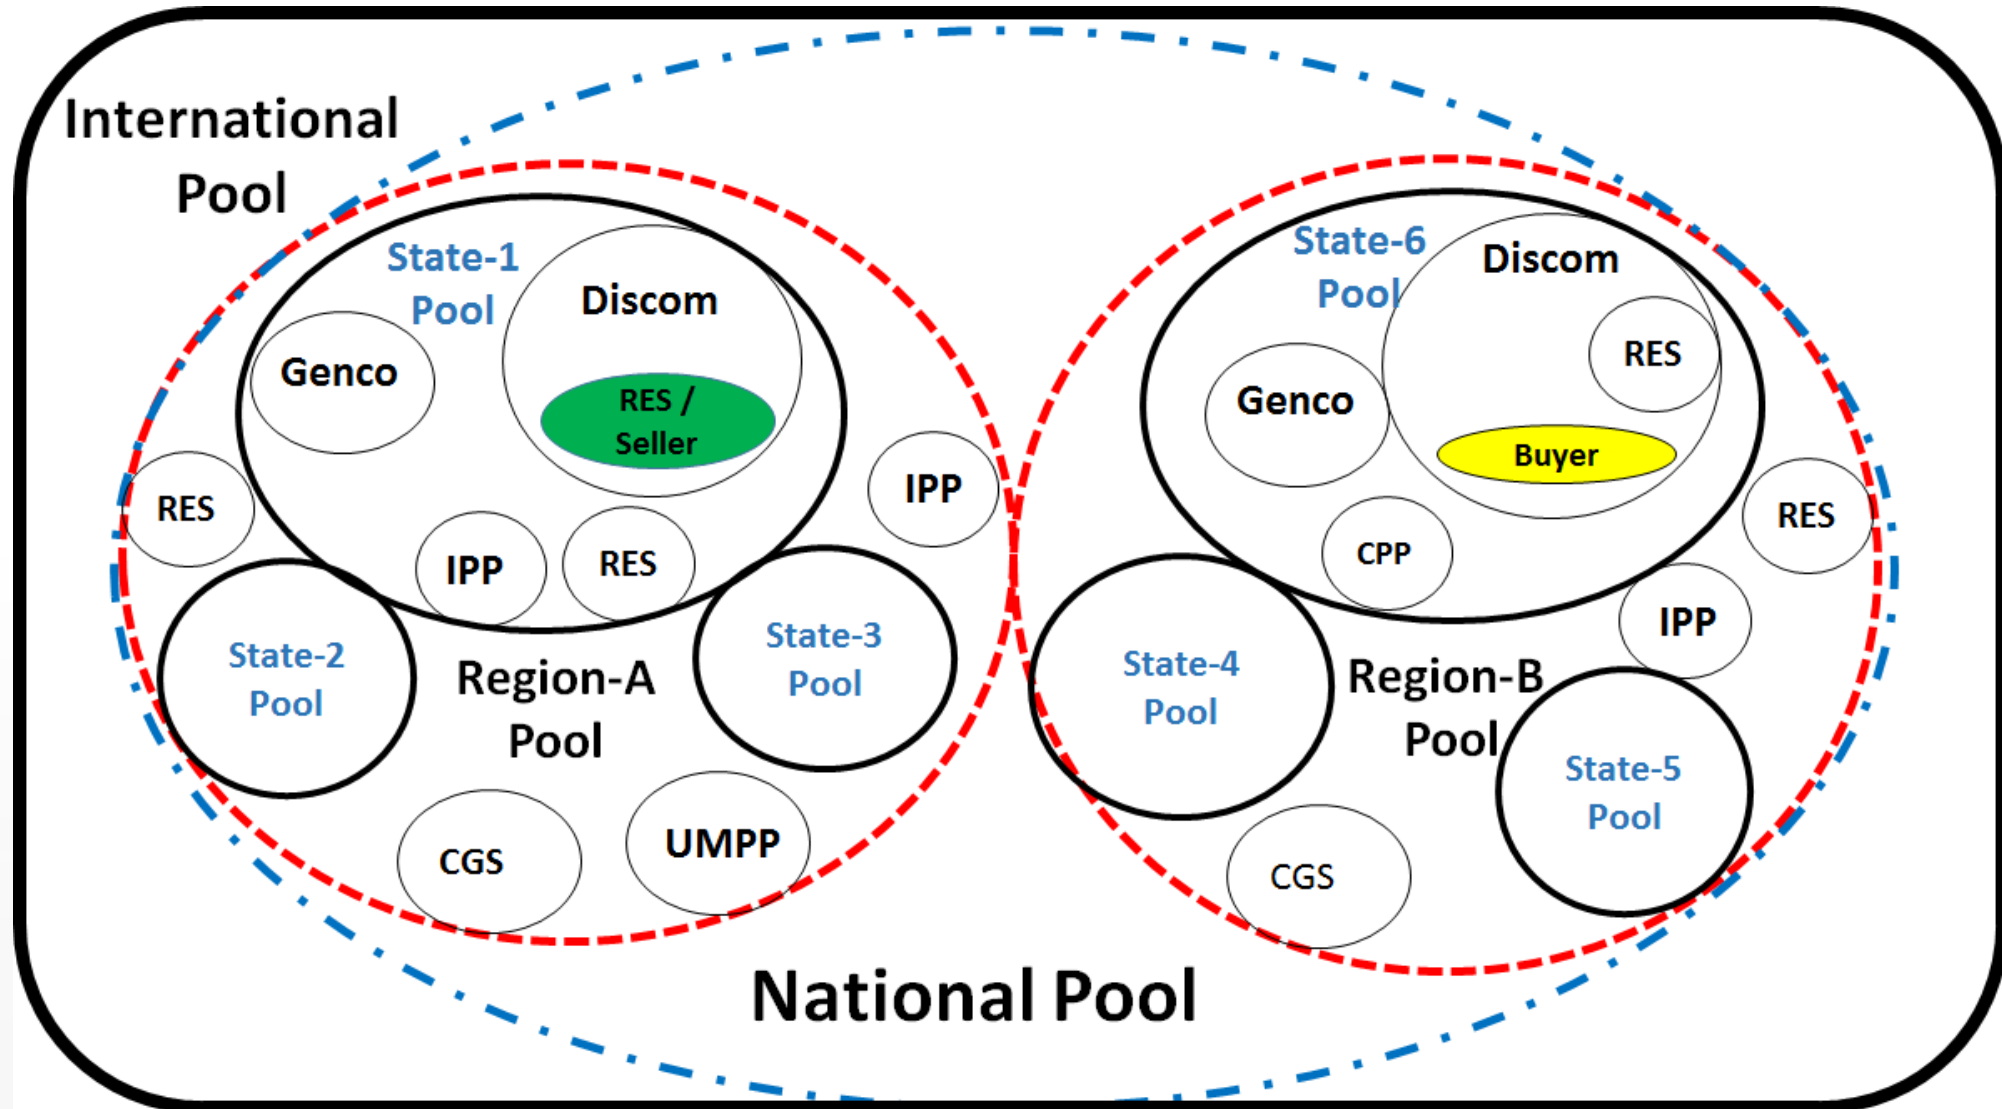 International
Pool
State-1
Pool
Discom
Genco
RES /
Seller
RES
IPP
RES
IPP
State-2
Pool
Region-A
Pool
State-3
Pool
CGS
UMPP
State-6
Pool
Discom
RES
Genco
Buyer
CPP
RES
IPP
State-4
Pool
Region-B
Pool
State-5
Pool
CGS
National Pool